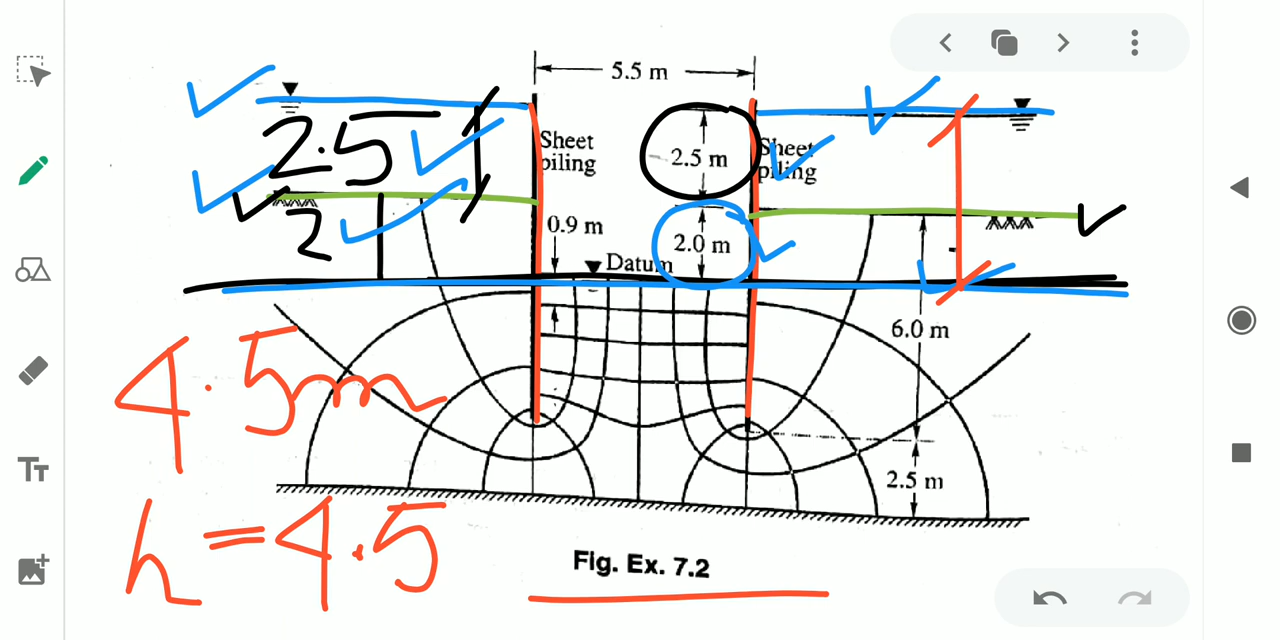 5.5 m
2.5
Sheet
piling
2.5 m
Sheet
piling
2
0.9 m
2.0 m
Datum
6.0 m
4.5m
2.5 m
h = 4.5
Fig. Ex. 7.2
TT